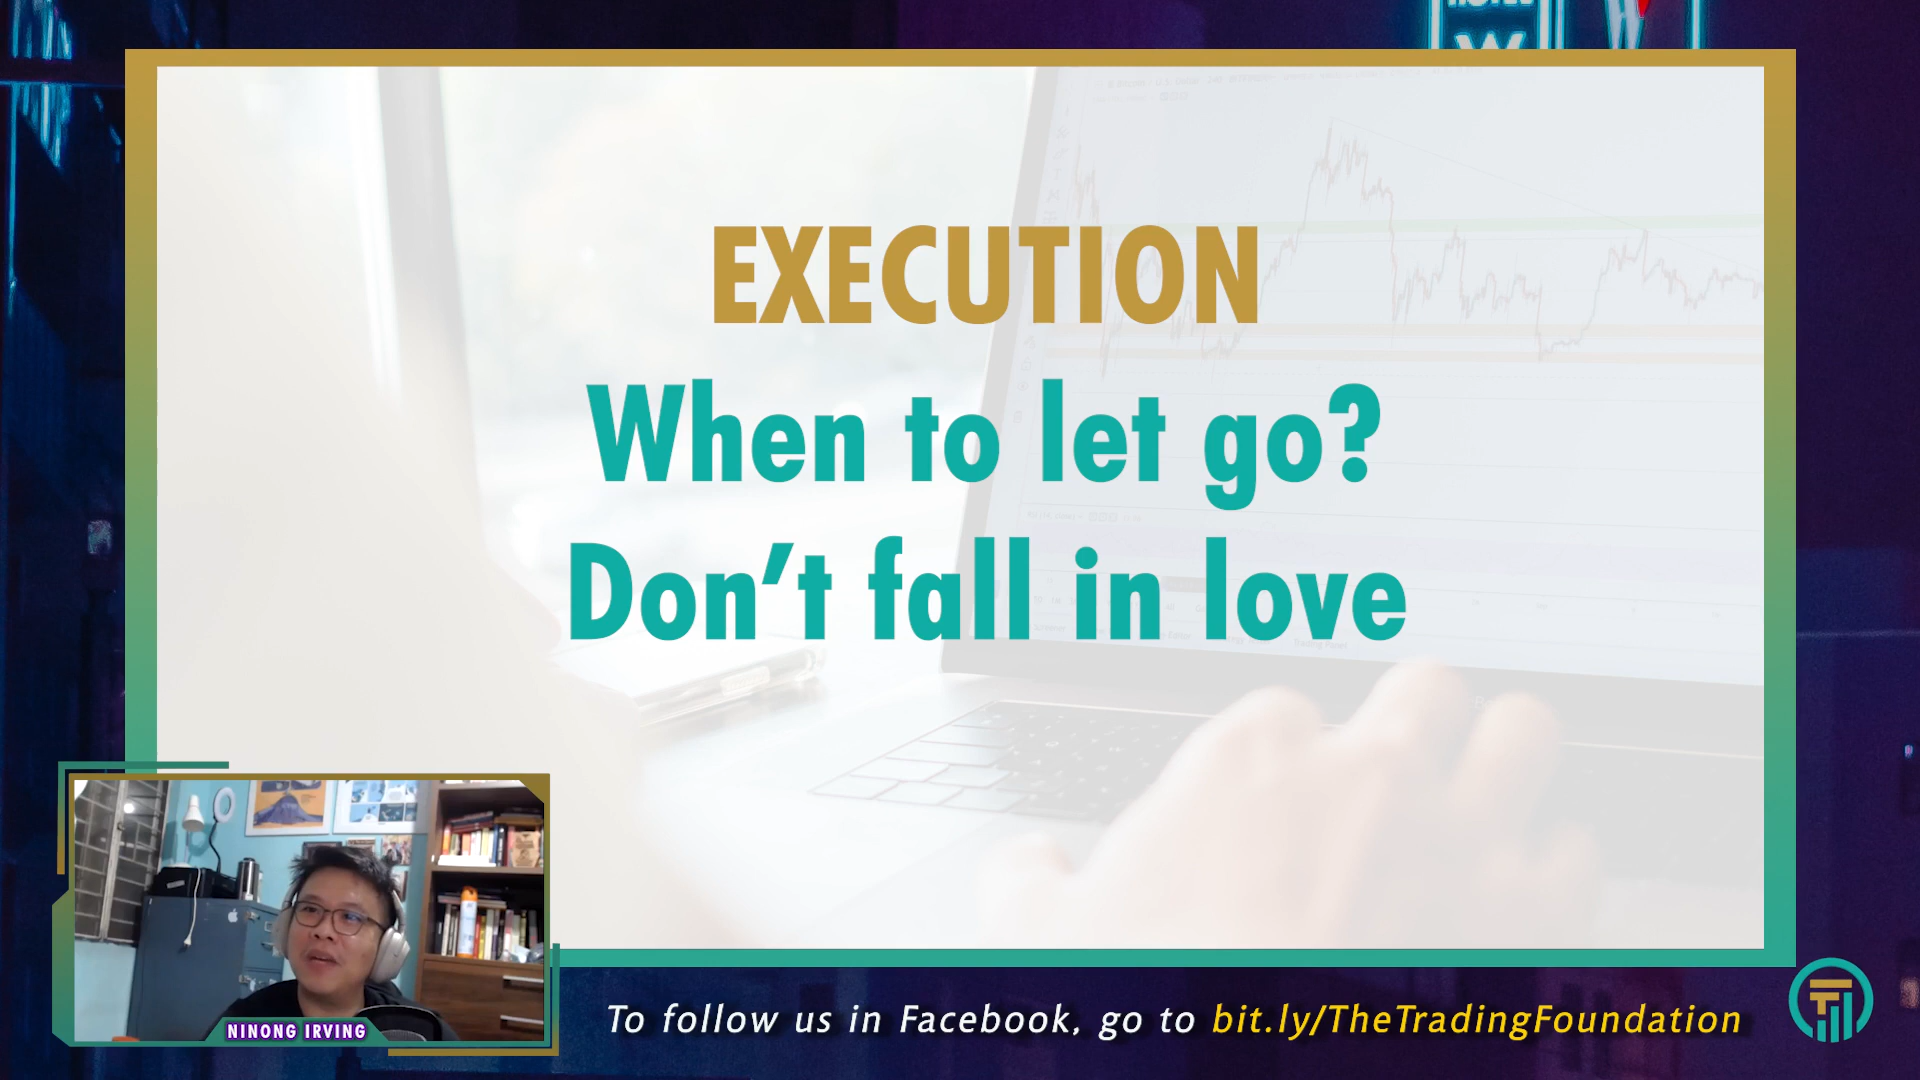 EXECUTION
When to let go?
Don't fall in love
NINONG IRVING
To follow us in Facebook, go to bit.ly/TheTradingFoundation